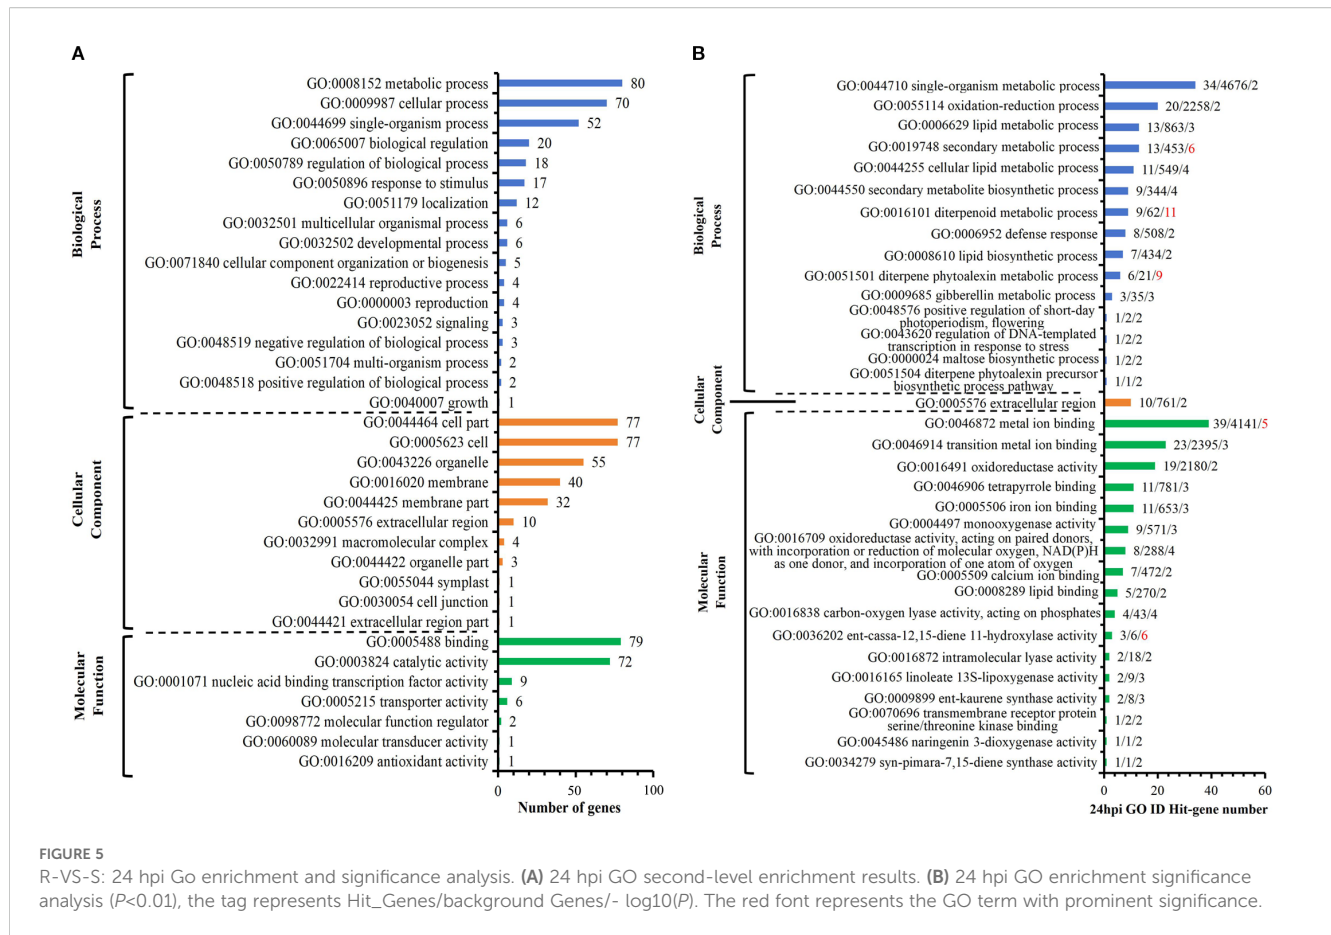 A
Biological
Process
GO:0008152 metabolic process 80
GO:0009987 cellular process 70
GO:0044699 single-organism process 52
GO:0065007 biological regulation 20
GO:0050789 regulation of biological process 18
GO:0050896 response to stimulus 17
GO:0051179 localization 12
GO:0032501 multicellular organismal process 6
GO:0032502 developmental process 6
GO:0071840 cellular component organization or biogenesis 5
GO:0022414 reproductive process 4
GO:0000003 reproduction 4
GO:0023052 signaling 3
GO:0048519 negative regulation of biological process 3
GO:0051704 multi-organism process 2
GO:0048518 positive regulation of biological process 2
GO:0040007 growth 1
Cellular
Component
GO:0044464 cell part 77
GO:0005623 cell 77
GO:0043226 organelle 55
GO:0016020 membrane 40
GO:0044425 membrane part 32
GO:0005576 extracellular region 10
GO:0032991 macromolecular complex 4
GO:0044422 organelle part 3
GO:0055044 symplast 1
GO:0030054 cell junction 1
GO:0044421 extracellular region part 1
Molecular
Function
GO:0005488 binding 79
GO:0003824 catalytic activity 72
GO:0001071 nucleic acid binding transcription factor activity 9
GO:0005215 transporter activity 6
GO:0098772 molecular function regulator 2
GO:0060089 molecular transducer activity 1
GO:0016209 antioxidant activity 1
0 50 100
Number of genes
B
Biological
Process
GO:0044710 single-organism metabolic process 34/4676/2
GO:0055114 oxidation-reduction process 20/2258/2
GO:0006629 lipid metabolic process 13/863/3
GO:0019748 secondary metabolic process 13/453/6
GO:0044255 cellular lipid metabolic process 11/549/4
GO:0044550 secondary metabolite biosynthetic process 9/344/4
GO:0016101 diterpenoid metabolic process 9/62/11
GO:0006952 defense response 8/508/2
GO:0008610 lipid biosynthetic process 7/434/2
GO:0051501 diterpene phytoalexin metabolic process 6/21/9
GO:0009685 gibberellin metabolic process 3/35/3
GO:0048576 positive regulation of short-day
photoperiodism, flowering 1/2/2
GO:0043620 regulation of DNA-templated
transcription in response to stress 1/2/2
GO:0000024 maltose biosynthetic process 1/2/2
GO:0051504 diterpene phytoalexin precursor
biosynthetic process pathway 1/1/2
Cellular
Component
GO:0005576 extracellular region 10/761/2
Molecular
Function
GO:0046872 metal ion binding 39/4141/5
GO:0046914 transition metal ion binding 23/2395/3
GO:0016491 oxidoreductase activity 19/2180/2
GO:0046906 tetrapyrrole binding 11/781/3
GO:0005506 iron ion binding 11/653/3
GO:0004497 monooxygenase activity 9/571/3
GO:0016709 oxidoreductase activity, acting on paired donors,
with incorporation or reduction of molecular oxygen, NAD(P)H 8/288/4
as one donor, and incorporation of one atom of oxygen
GO:0005509 calcium ion binding 7/472/2
GO:0008289 lipid binding 5/270/2
GO:0016838 carbon-oxygen lyase activity, acting on phosphates 4/43/4
GO:0036202 ent-cassa-12,15-diene 11-hydroxylase activity 3/6/6
GO:0016872 intramolecular lyase activity 2/18/2
GO:0016165 linoleate 13S-lipoxygenase activity 2/9/3
GO:0009899 ent-kaurene synthase activity 2/8/3
GO:0070696 transmembrane receptor protein
serine/threonine kinase binding 1/2/2
GO:0045486 naringenin 3-dioxygenase activity 1/1/2
GO:0034279 syn-pimara-7,15-diene synthase activity 1/1/2
0 20 40 60
24hpi GO ID Hit-gene number
FIGURE 5
R-VS-S: 24 hpi Go enrichment and significance analysis. (A) 24 hpi GO second-level enrichment results. (B) 24 hpi GO enrichment significance
analysis (P<0.01), the tag represents Hit_Genes/background Genes/- log10(P). The red font represents the GO term with prominent significance.